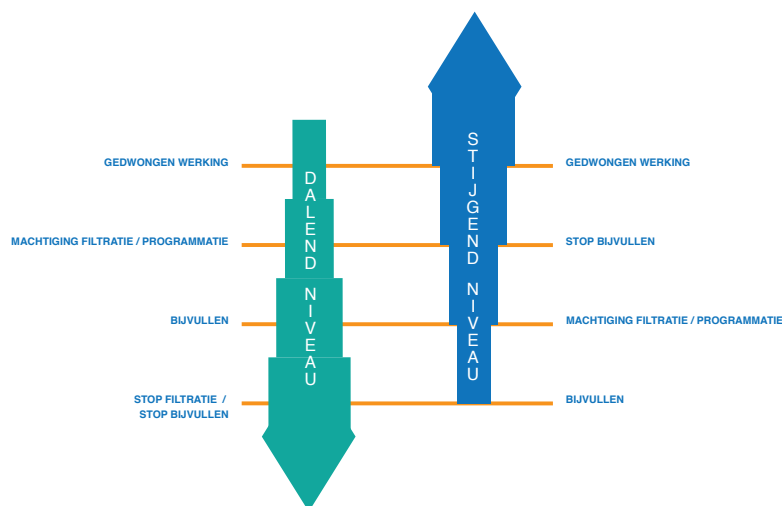 GEDWONGEN WERKING
MACHTIGING FILTRATIE / PROGRAMMATIE
BIJVULLEN
STOP FILTRATIE /
STOP BIJVULLEN
DALEND NIVEAU
STIJGEND NIVEAU
GEDWONGEN WERKING
STOP BIJVULLEN
MACHTIGING FILTRATIE / PROGRAMMATIE
BIJVULLEN